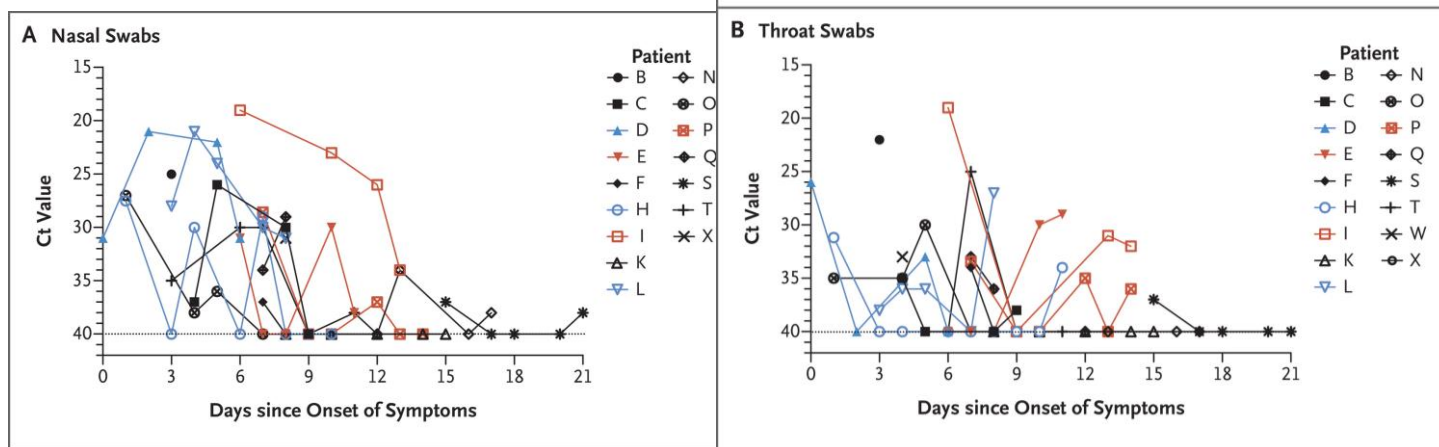 A Nasal Swabs
Patient
B
C
D
E
F
H
I
K
L
N
O
P
Q
S
T
X
15
20
25
30
35
40
Ct Value
0 3 6 9 12 15 18 21
Days since Onset of Symptoms
B Throat Swabs
Patient
B
C
D
E
F
H
I
K
L
N
O
P
Q
S
T
W
X
15
20
25
30
35
40
Ct Value
0 3 6 9 12 15 18 21
Days since Onset of Symptoms